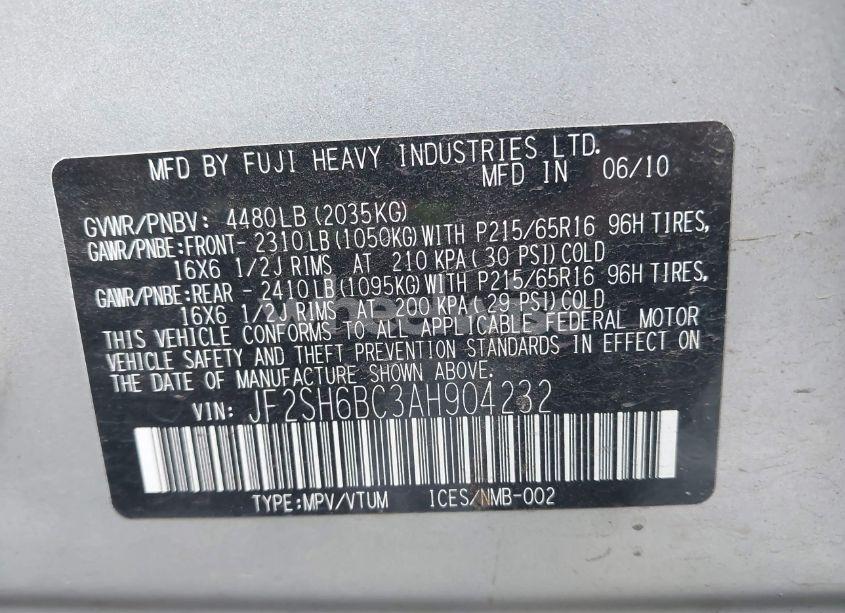 MFD BY FUJI HEAVY INDUSTRIES LTD.
MFD IN 06/10
GVWR/PNBV: 4480LB(2035KG)
GAWR/PNBE:FRONT- 2310LB(1050KG)WITH P215/65R16 96H TIRES,
16X6 1/2J RIMS AT 210 KPA( 30 PSI)COLD
GAWR/PNBE:REAR - 2410LB(1095KG)WITH P215/65R16 96H TIRES,
16X6 1/2J RIMS AT 200 KPA( 29 PSI)COLD
THIS VEHICLE CONFORMS TO ALL APPLICABLE FEDERAL MOTOR
VEHICLE SAFETY AND THEFT PREVENTION STANDARDS IN EFFECT ON
THE DATE OF MANUFACTURE SHOWN ABOVE.
VIN: JF2SH6BC3AH904232
TYPE:MPV/VTUM ICES/NMB-002